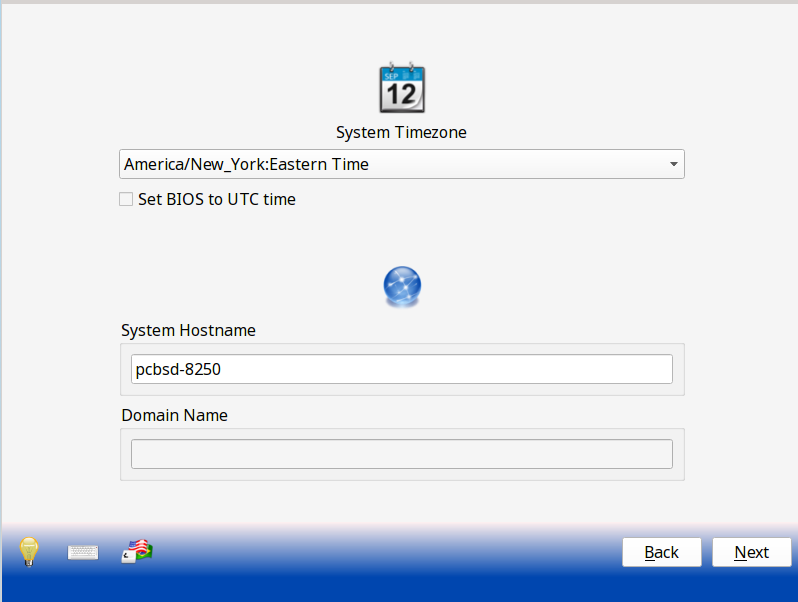 SEP
12
System Timezone
America/New_York:Eastern Time
Set BIOS to UTC time
System Hostname
pcbsd-8250
Domain Name
Back Next